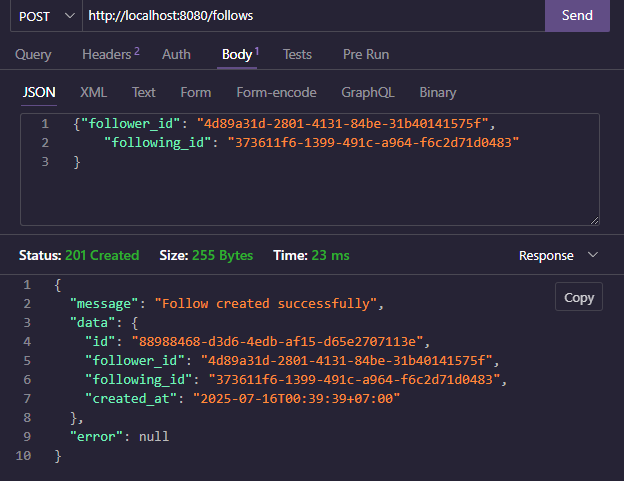 POST http://localhost:8080/follows Send
Query Headers 2 Auth Body 1 Tests Pre Run
JSON XML Text Form Form-encode GraphQL Binary
1 {"follower_id": "4d89a31d-2801-4131-84be-31b40141575f",
2 "following_id": "373611f6-1399-491c-a964-f6c2d71d0483"
3 }
Status: 201 Created Size: 255 Bytes Time: 23 ms Response
1 {
Copy
2 "message": "Follow created successfully",
3 "data": {
4 "id": "88988468-d3d6-4edb-af15-d65e2707113e",
5 "follower_id": "4d89a31d-2801-4131-84be-31b40141575f",
6 "following_id": "373611f6-1399-491c-a964-f6c2d71d0483",
7 "created_at": "2025-07-16T00:39:39+07:00"
8 },
9 "error": null
10 }